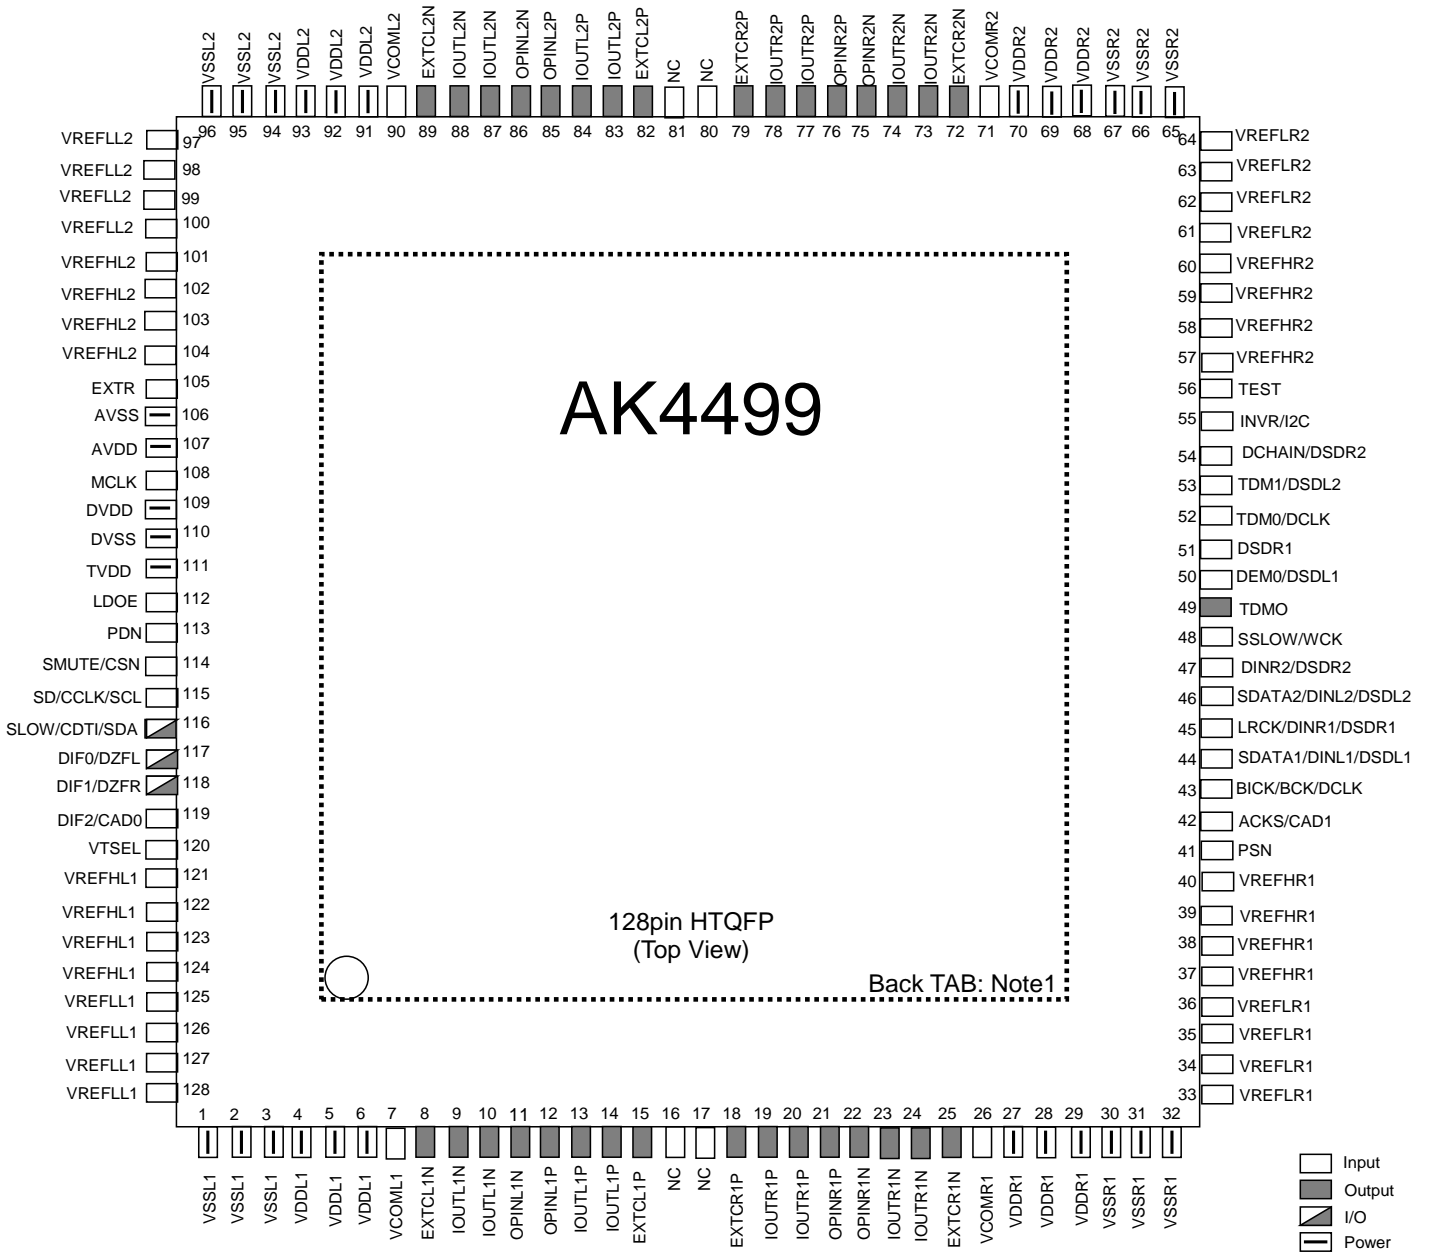 VSSL2
VSSL2
VSSL2
VDDL2
VDDL2
VDDL2
VCOML2
EXTCL2N
IOUTL2N
IOUTL2N
OPINL2N
OPINL2P
IOUTL2P
IOUTL2P
EXTCL2P
NC
NC
EXTCR2P
IOUTR2P
IOUTR2P
OPINR2P
OPINR2N
IOUTR2N
IOUTR2N
EXTCR2N
VCOMR2
VDDR2
VDDR2
VDDR2
VSSR2
VSSR2
VSSR2
96 95 94 93 92 91 90 89 88 87 86 85 84 83 82 81 80 79 78 77 76 75 74 73 72 71 70 69 68 67 66 65
VREFLL2 97
VREFLL2 98
VREFLL2 99
VREFLL2 100
VREFHL2 101
VREFHL2 102
VREFHL2 103
VREFHL2 104
EXTR 105
AVSS 106
AVDD 107
MCLK 108
DVDD 109
DVSS 110
TVDD 111
LDOE 112
PDN 113
SMUTE/CSN 114
SD/CCLK/SCL 115
SLOW/CDTI/SDA 116
DIF0/DZFL 117
DIF1/DZFR 118
DIF2/CAD0 119
VTSEL 120
VREFHL1 121
VREFHL1 122
VREFHL1 123
VREFHL1 124
VREFLL1 125
VREFLL1 126
VREFLL1 127
VREFLL1 128
AK4499
128pin HTQFP
(Top View)
Back TAB: Note1
64 VREFLR2
63 VREFLR2
62 VREFLR2
61 VREFLR2
60 VREFHR2
59 VREFHR2
58 VREFHR2
57 VREFHR2
56 TEST
55 INVR/I2C
54 DCHAIN/DSDR2
53 TDM1/DSDL2
52 TDM0/DCLK
51 DSDR1
50 DEM0/DSDL1
49 TDMO
48 SSLOW/WCK
47 DINR2/DSDR2
46 SDATA2/DINL2/DSDL2
45 LRCK/DINR1/DSDR1
44 SDATA1/DINL1/DSDL1
43 BICK/BCK/DCLK
42 ACKS/CAD1
41 PSN
40 VREFHR1
39 VREFHR1
38 VREFHR1
37 VREFHR1
36 VREFLR1
35 VREFLR1
34 VREFLR1
33 VREFLR1
1 2 3 4 5 6 7 8 9 10 11 12 13 14 15 16 17 18 19 20 21 22 23 24 25 26 27 28 29 30 31 32
VSSL1
VSSL1
VSSL1
VDDL1
VDDL1
VDDL1
VCOML1
EXTCL1N
IOUTL1N
IOUTL1N
OPINL1N
OPINL1P
IOUTL1P
IOUTL1P
EXTCL1P
NC
NC
EXTCR1P
IOUTR1P
IOUTR1P
OPINR1P
OPINR1N
IOUTR1N
IOUTR1N
EXTCR1N
VCOMR1
VDDR1
VDDR1
VDDR1
VSSR1
VSSR1
VSSR1
Input
Output
I/O
Power